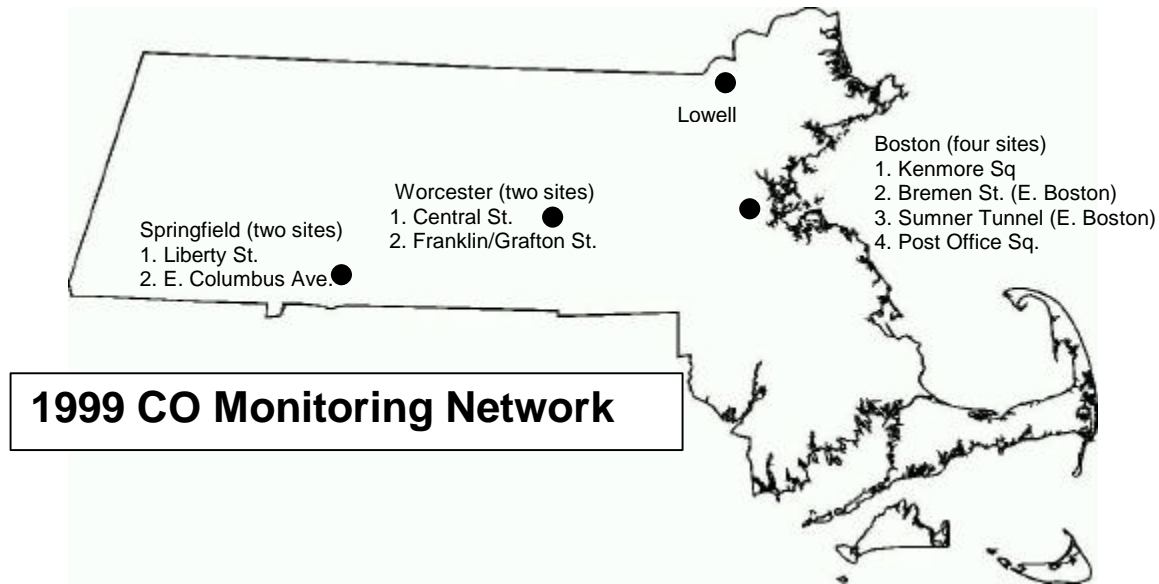 Lowell
Boston (four sites)
1. Kenmore Sq
2. Bremen St. (E. Boston)
3. Sumner Tunnel (E. Boston)
4. Post Office Sq.
Worcester (two sites)
1. Central St.
2. Franklin/Grafton St.
Springfield (two sites)
1. Liberty St.
2. E. Columbus Ave.
1999 CO Monitoring Network